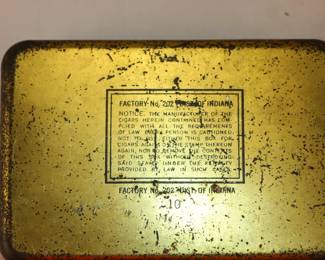 FACTORY No. 202 DIST. OF INDIANA
NOTICE. THE MANUFACTURER OF THE
CIGARS HEREIN CONTAINED HAS COM-
PLIED WITH ALL THE REQUIREMENTS
OF LAW. EVERY PERSON IS CAUTIONED,
NOT TO USE EITHER THIS BOX FOR
CIGARS AGAIN OR THE STAMP THEREON
AGAIN, NOR TO REMOVE THE CONTENTS
OF THIS BOX WITHOUT DESTROYING
SAID STAMP UNDER THE PENALTY
PROVIDED BY LAW IN SUCH CASES.
FACTORY No. 202 DIST. OF INDIANA
10